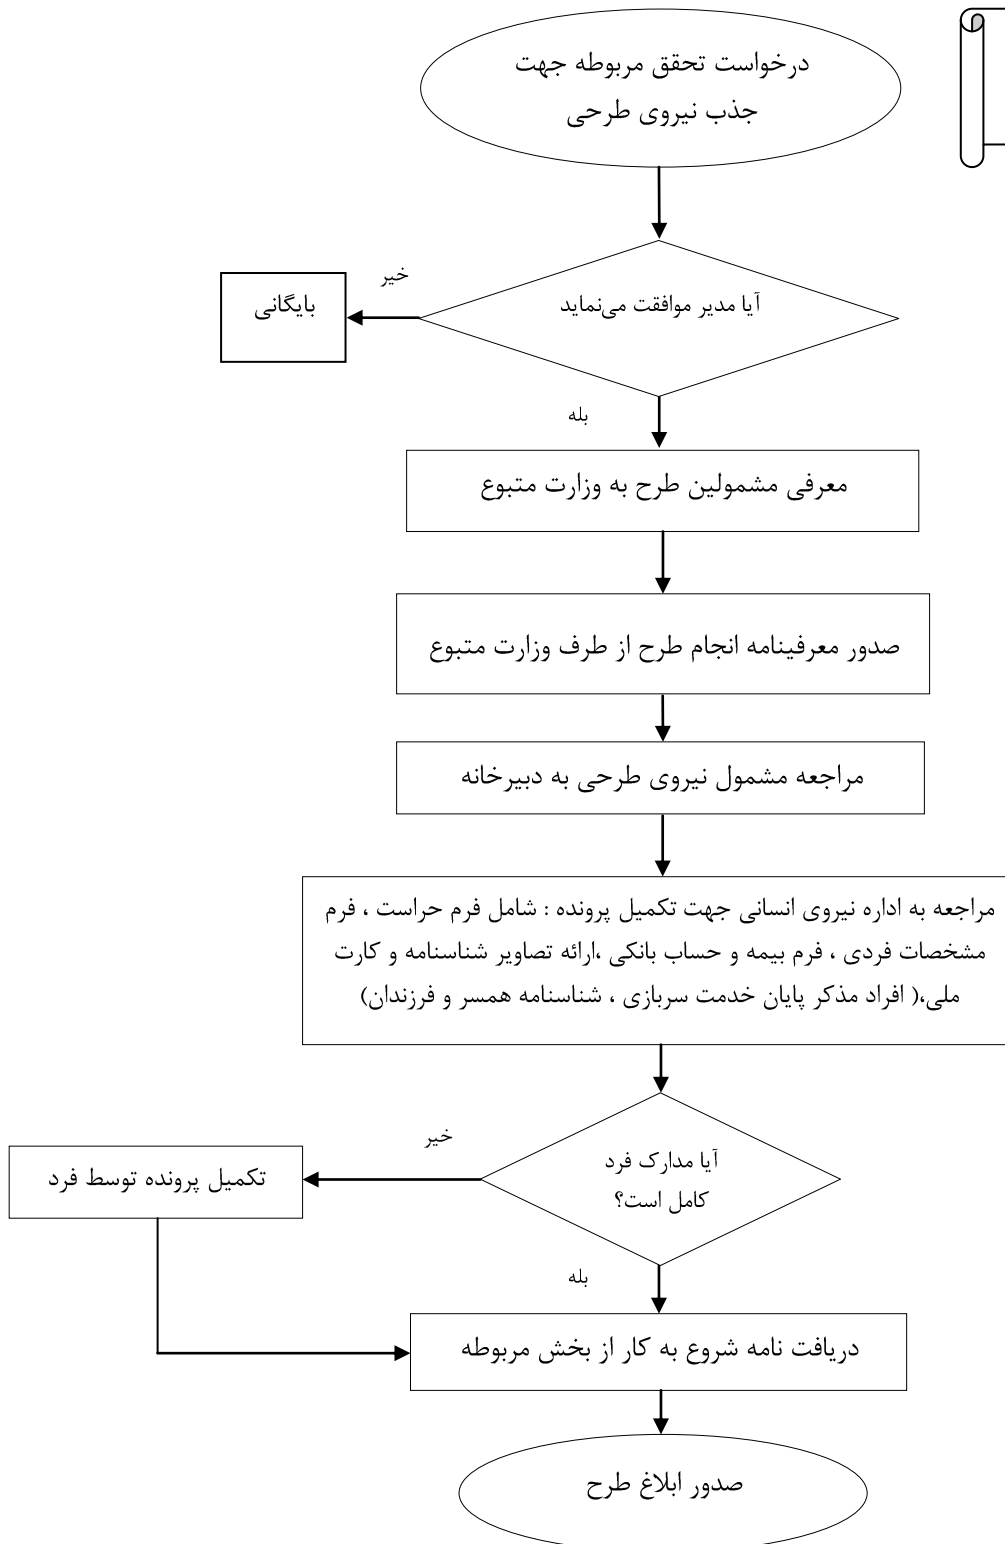 درخواست تحقق مربوطه جهت
جذب نیروی طرحی
آیا مدیر موافقت می‌نماید
خیر
بایگانی
بله
معرفی مشمولین طرح به وزارت متبوع
صدور معرفینامه انجام طرح از طرف وزارت متبوع
مراجعه مشمول نیروی طرحی به دبیرخانه
مراجعه به اداره نیروی انسانی جهت تکمیل پرونده : شامل فرم حراست ، فرم
مشخصات فردی ، فرم بیمه و حساب بانکی ،ارائه تصاویر شناسنامه و کارت
ملی،( افراد مذکر پایان خدمت سربازی ، شناسنامه همسر و فرزندان)
آیا مدارک فرد
کامل است؟
خیر
تکمیل پرونده توسط فرد
بله
دریافت نامه شروع به کار از بخش مربوطه
صدور ابلاغ طرح